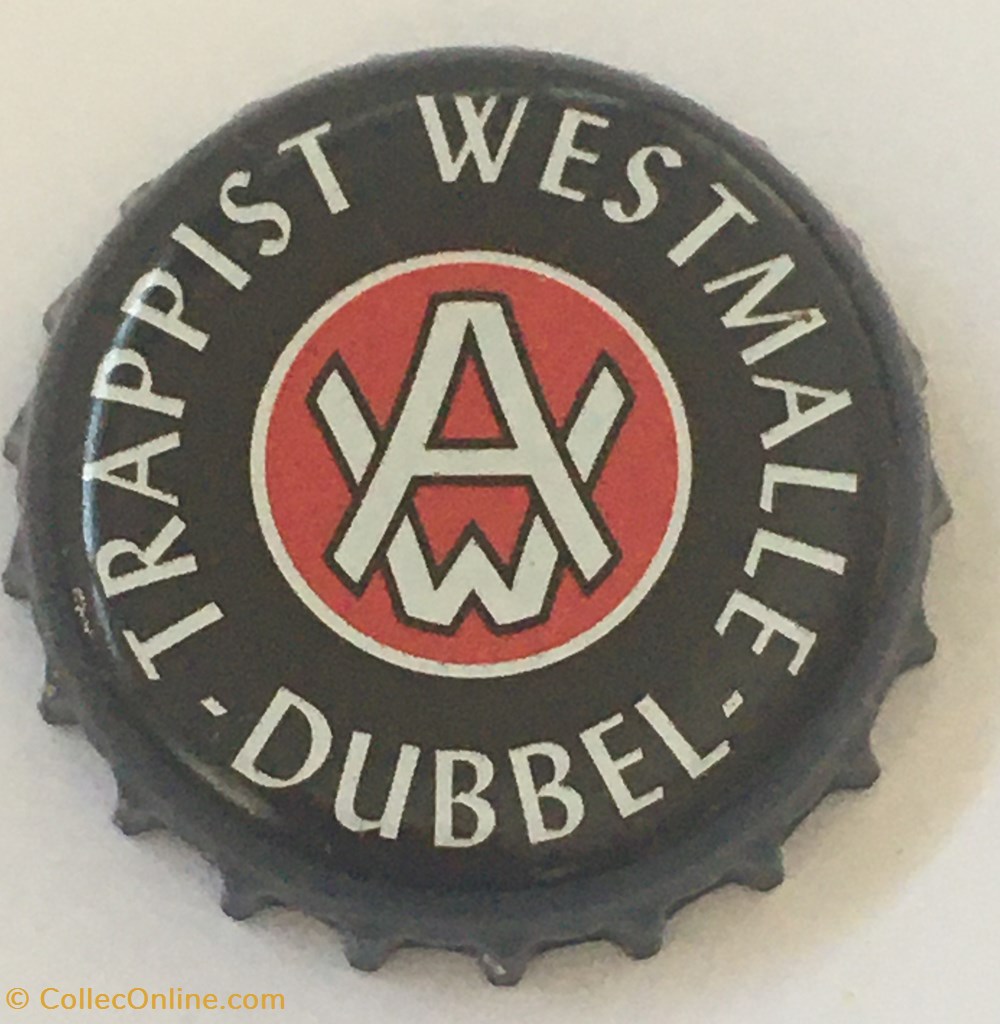 TRAPPIST WESTMALLE
- DUBBEL -
AW
© CollecOnline.com